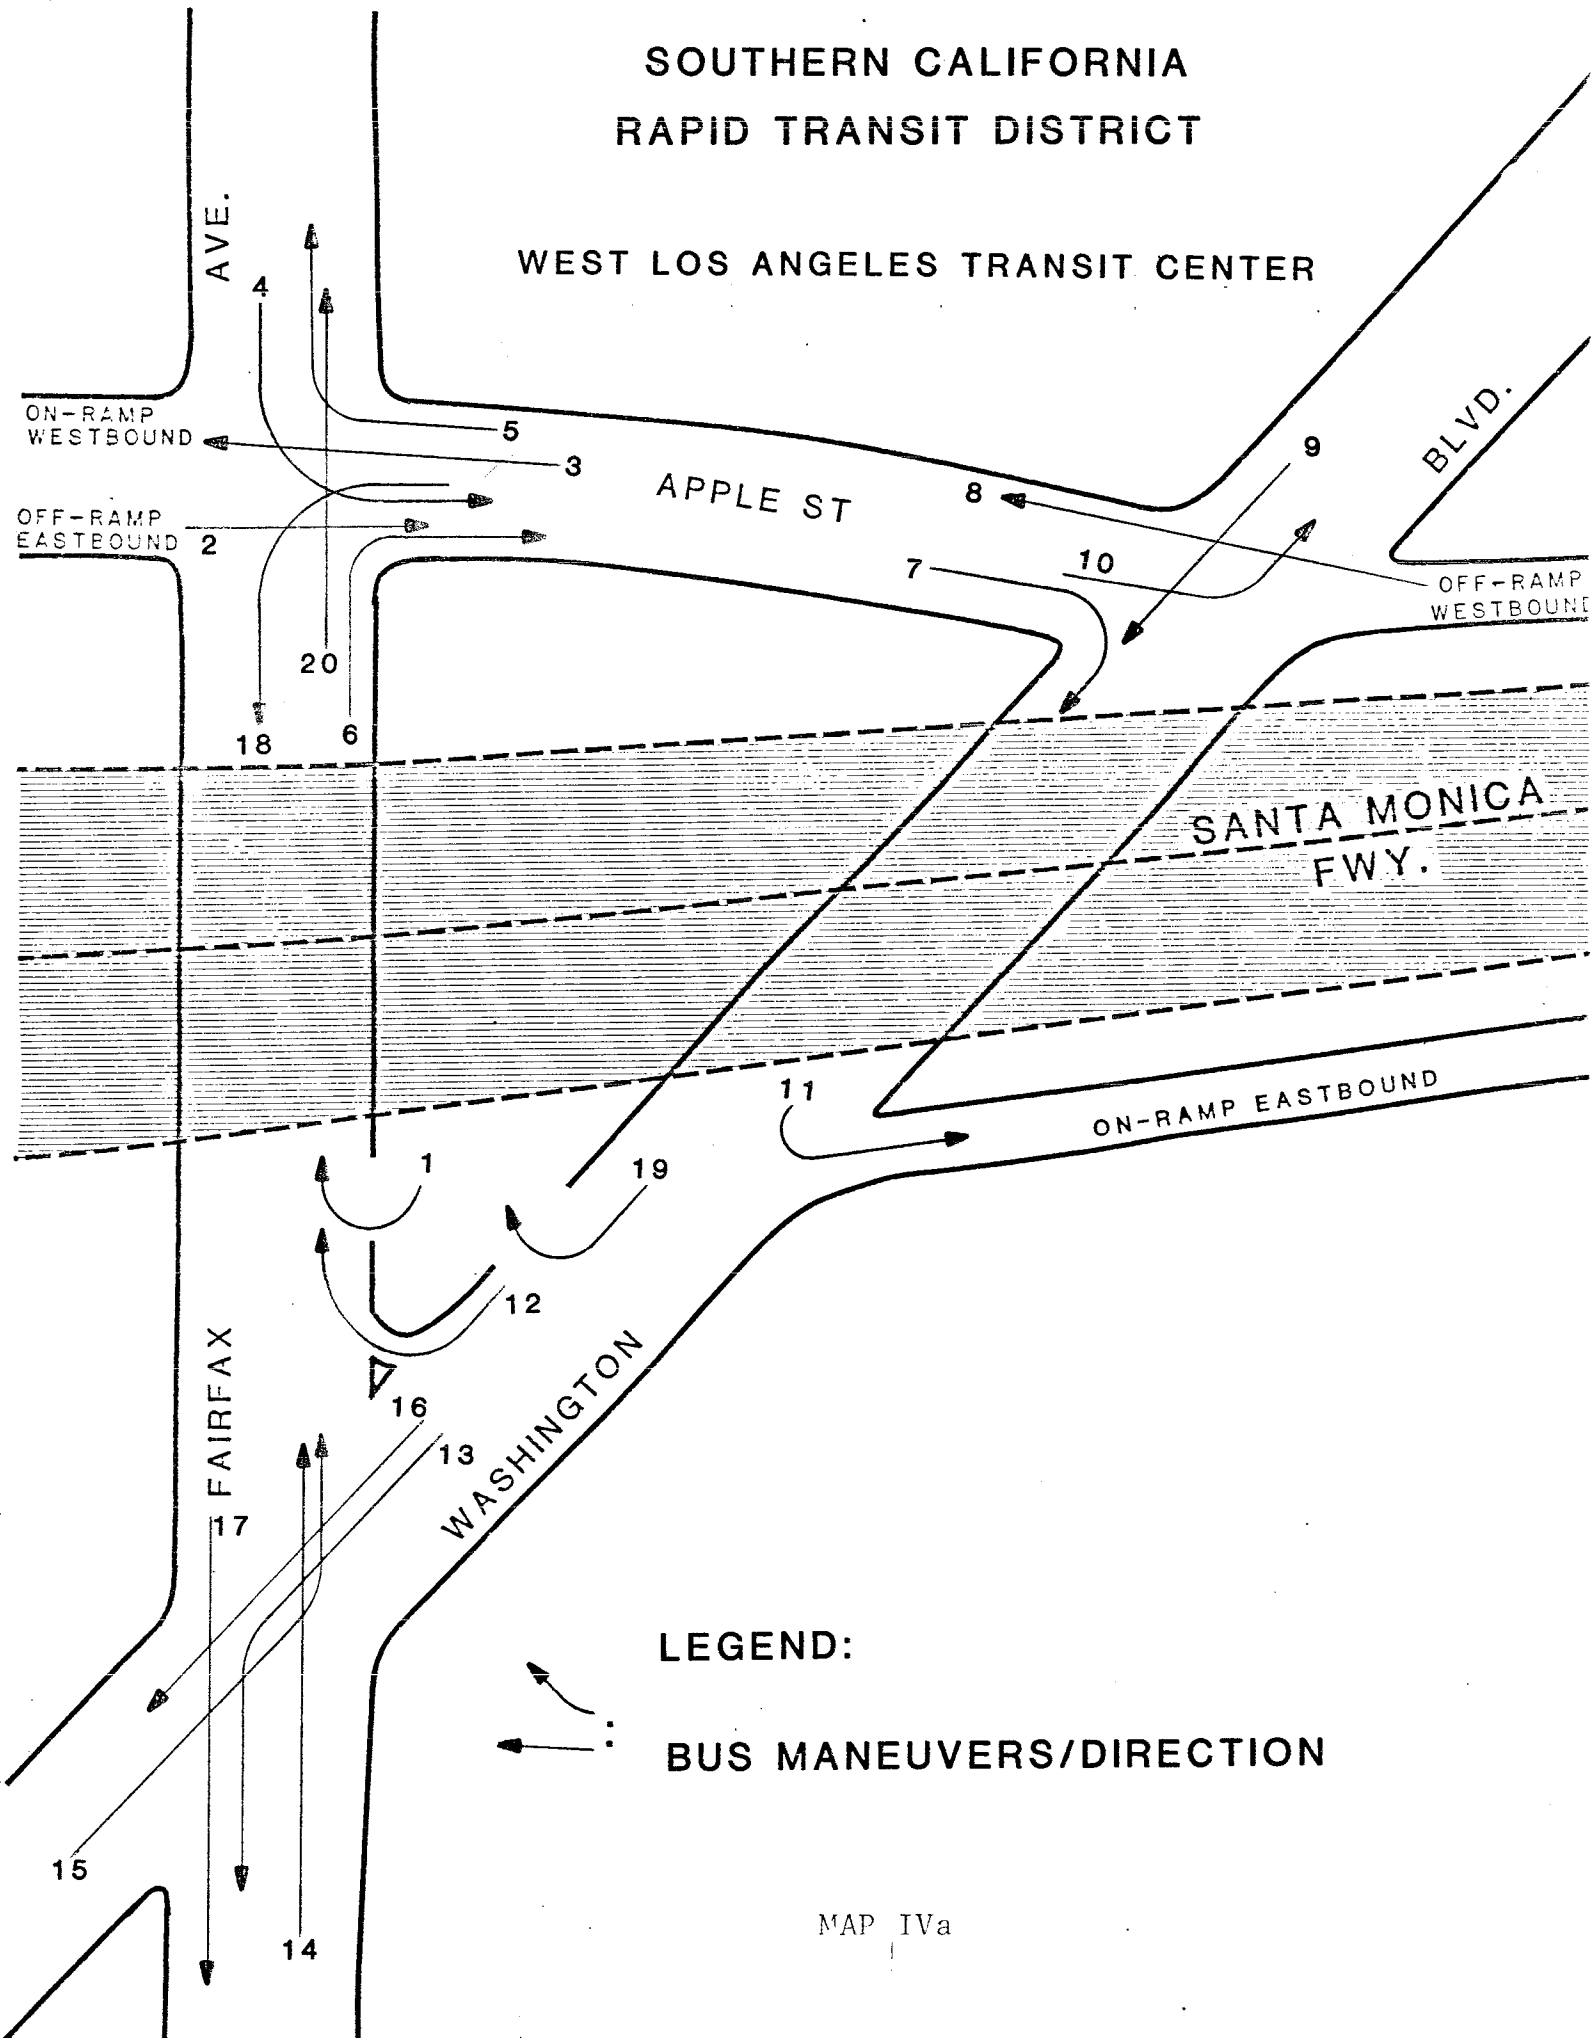 SOUTHERN CALIFORNIA
RAPID TRANSIT DISTRICT
WEST LOS ANGELES TRANSIT CENTER
AVE.
4
ON-RAMP
WESTBOUND
5
3
APPLE ST
8
9
BLVD.
OFF-RAMP
EASTBOUND
2
7
10
OFF-RAMP
WESTBOUND
20
18
6
SANTA MONICA
FWY.
11
ON-RAMP EASTBOUND
1
19
12
FAIRFAX
16
13
WASHINGTON
17
LEGEND:
:
BUS MANEUVERS/DIRECTION
15
14
MAP IVa